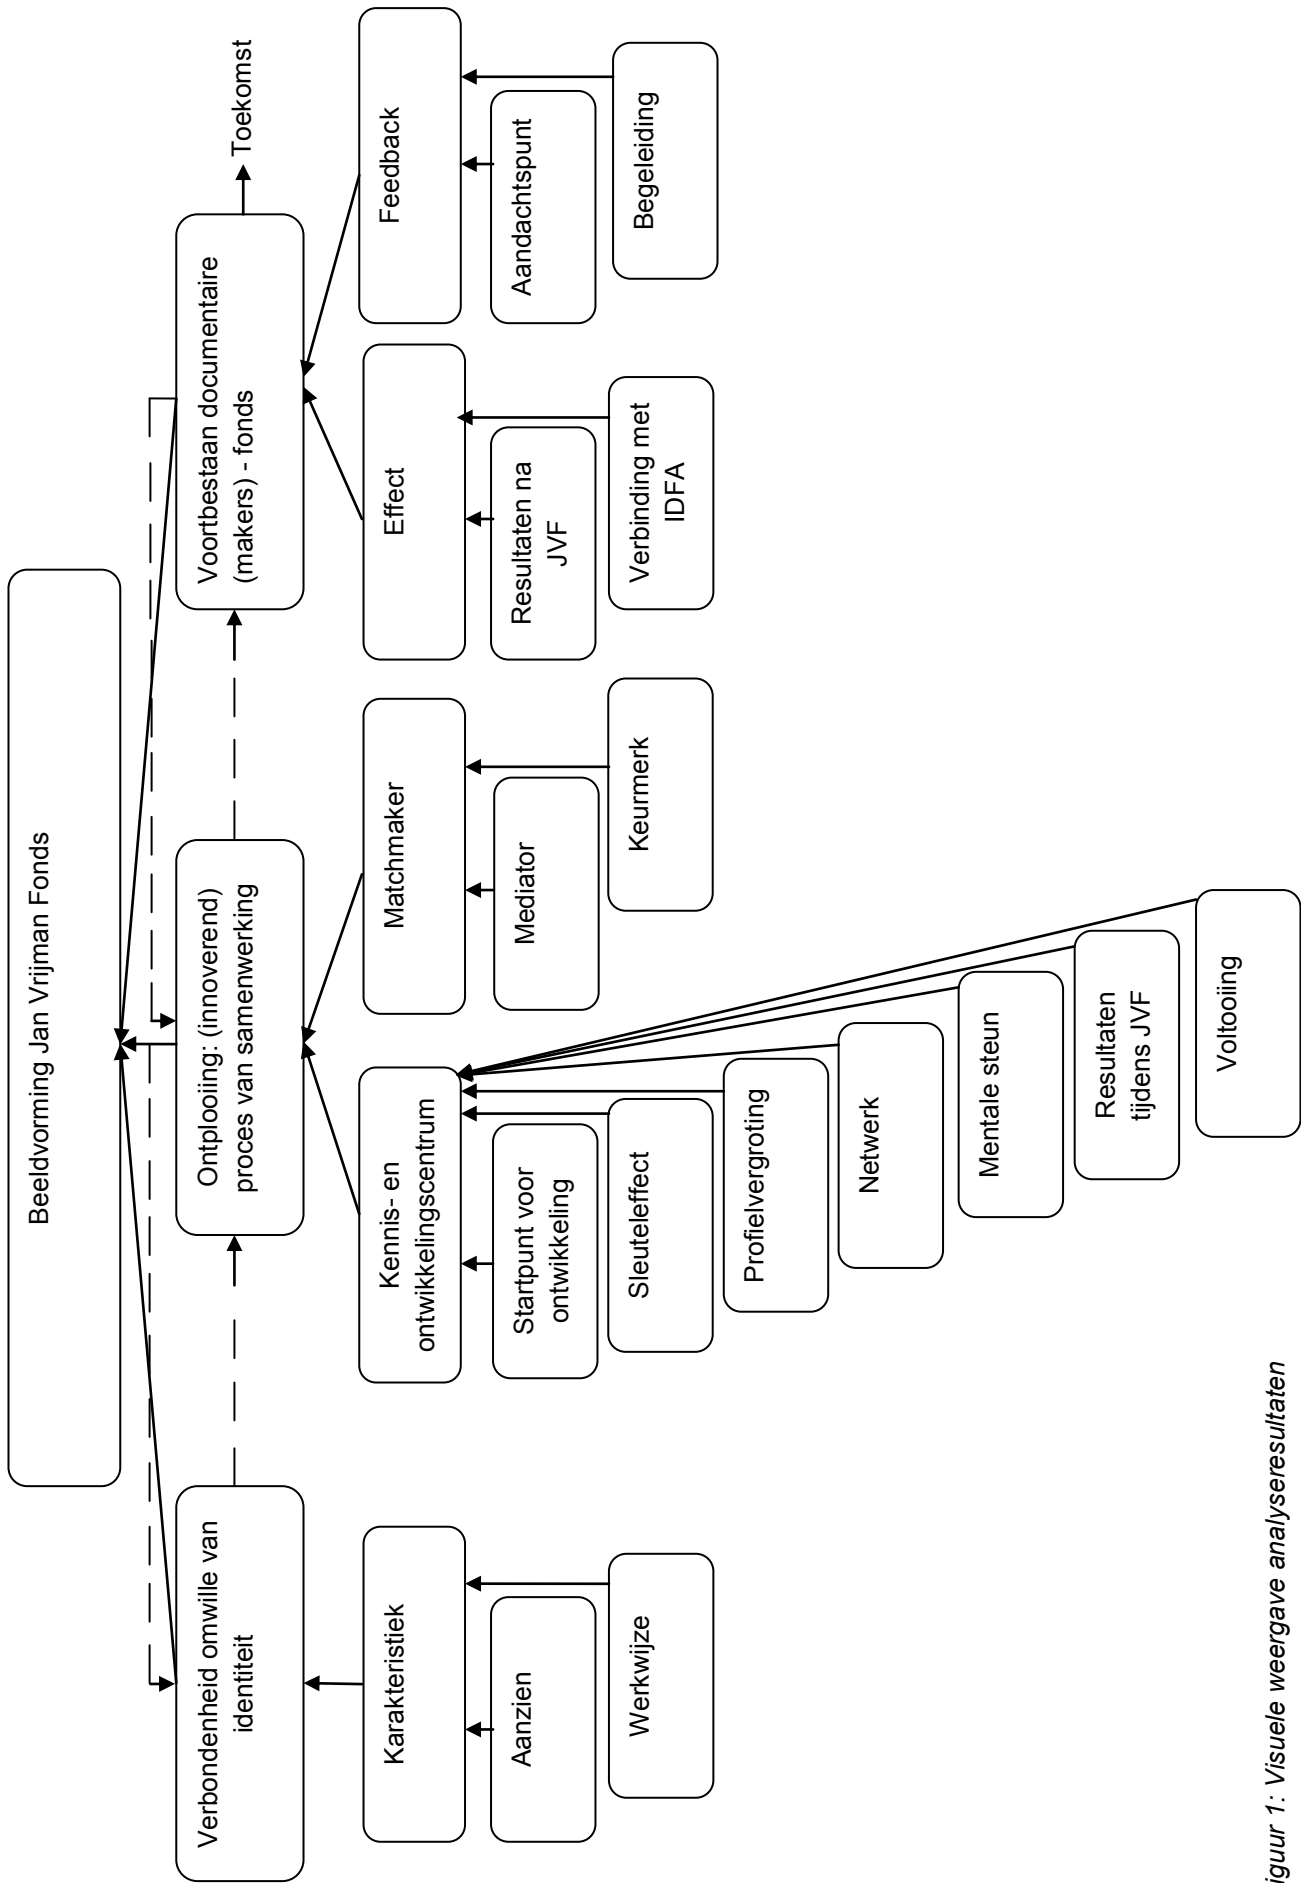 Beeldvorming Jan Vrijman Fonds
Verbondenheid omwille van
identiteit
Ontplooiing: (innoverend)
proces van samenwerking
Voortbestaan documentaire
(makers) - fonds
Toekomst
Karakteristiek
Aanzien
Werkwijze
Kennis- en
ontwikkelingscentrum
Startpunt voor
ontwikkeling
Sleuteleffect
Profielvergroting
Netwerk
Mentale steun
Resultaten
tijdens JVF
Voltooiing
Matchmaker
Mediator
Keurmerk
Effect
Resultaten na
JVF
Verbinding met
IDFA
Feedback
Aandachtspunt
Begeleiding
iguur 1: Visuele weergave analyseresultaten